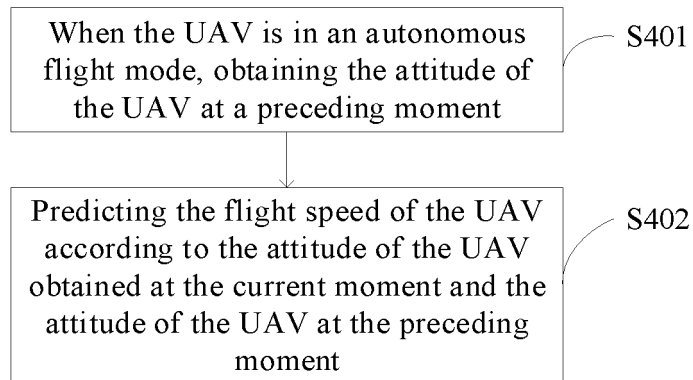 When the UAV is in an autonomous
flight mode, obtaining the attitude of
the UAV at a preceding moment
S401
Predicting the flight speed of the UAV
according to the attitude of the UAV
obtained at the current moment and the
attitude of the UAV at the preceding
moment
S402